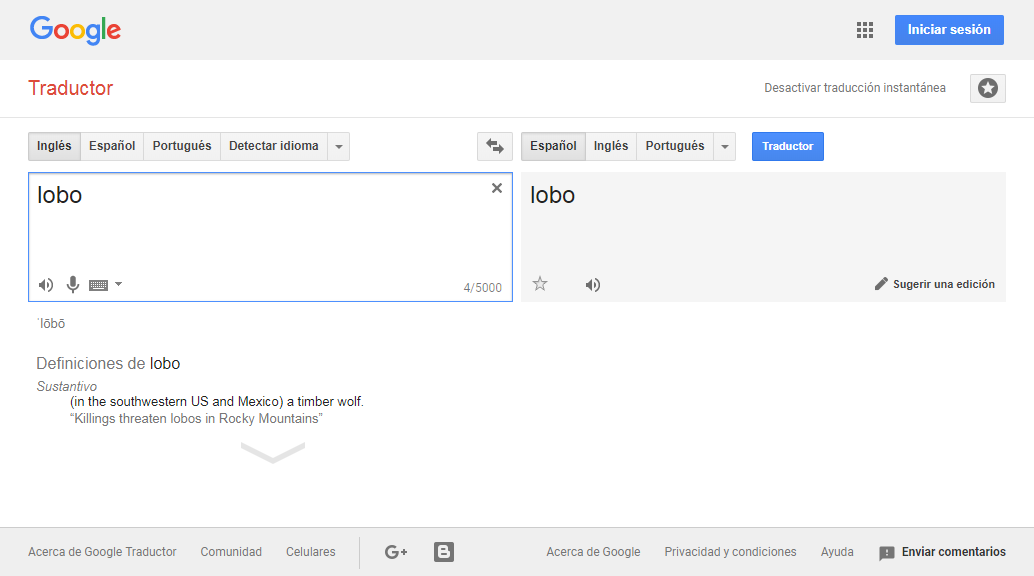 Google
Iniciar sesión
Traductor
Desactivar traducción instantánea
Inglés Español Portugués Detectar idioma
Español Inglés Portugués Traductor
lobo
lobo
4/5000
Sugerir una edición
ˈlōbō
Definiciones de lobo
Sustantivo
(in the southwestern US and Mexico) a timber wolf.
"Killings threaten lobos in Rocky Mountains"
Acerca de Google Traductor Comunidad Celulares G+ B Acerca de Google Privacidad y condiciones Ayuda Enviar comentarios